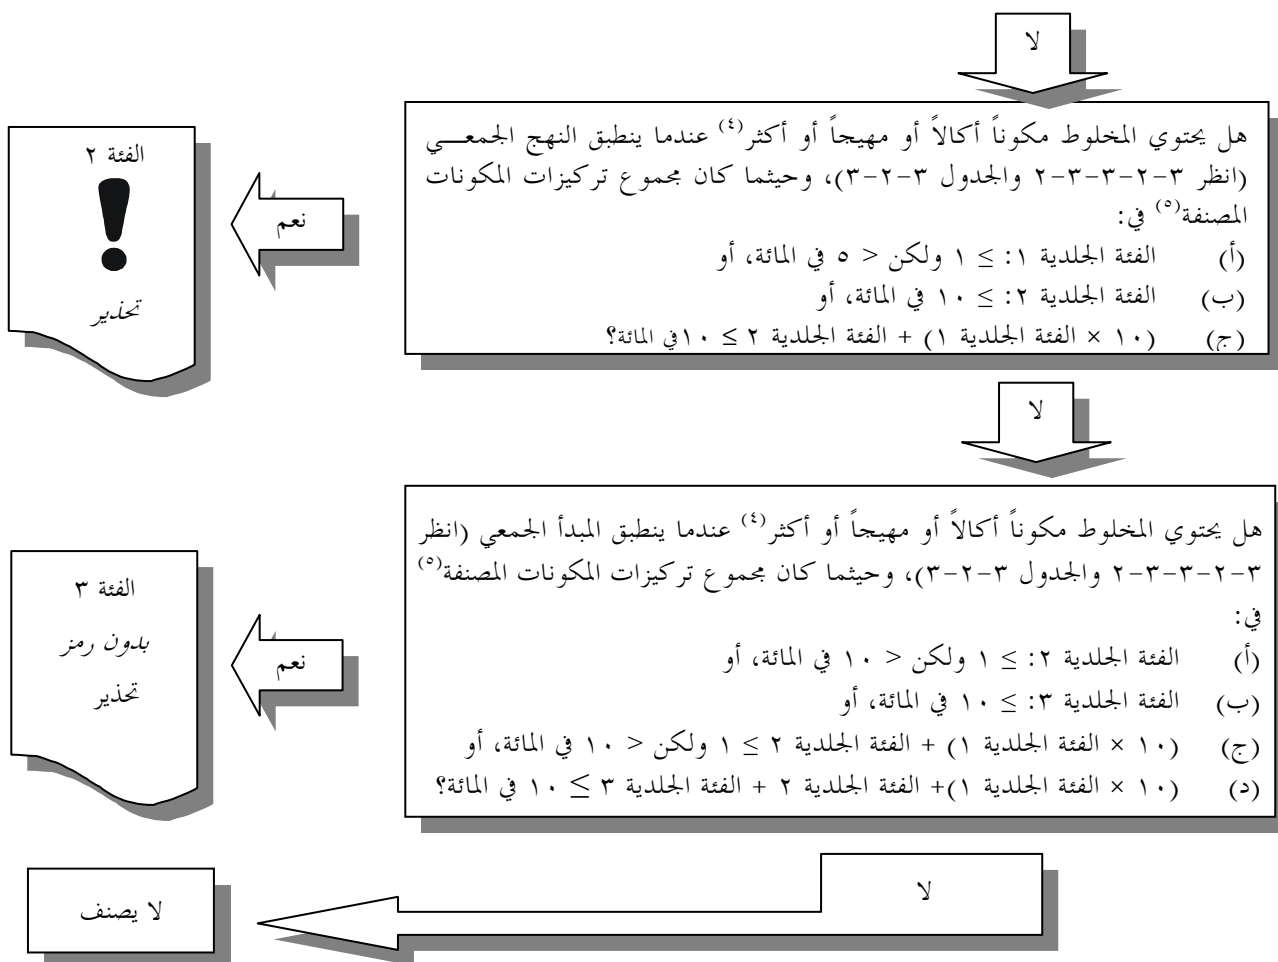 لا
هل يحتوي المخلوط مكوناً أكالاً أو مهيجاً أو أكثر(٤) عندما ينطبق النهج الجمعـــي
(انظر ٣-٢-٣-٣-٢ والجدول ٣-٢-٣)، وحيثما كان مجموع تركيزات المكونات
المصنفة(٥) في:
(أ) الفئة الجلدية ١: ≥ ١ ولكن < ٥ في المائة، أو
(ب) الفئة الجلدية ٢: ≥ ١٠ في المائة، أو
(ج) (١٠ × الفئة الجلدية ١) + الفئة الجلدية ٢ ≥ ١٠في المائة؟
نعم
الفئة ٢
تحذير
لا
هل يحتوي المخلوط مكوناً أكالاً أو مهيجاً أو أكثر(٤) عندما ينطبق المبدأ الجمعي (انظر
٣-٢-٣-٣-٢ والجدول ٣-٢-٣)، وحيثما كان مجموع تركيزات المكونات المصنفة(٥)
في:
(أ) الفئة الجلدية ٢: ≥ ١ ولكن < ١٠ في المائة، أو
(ب) الفئة الجلدية ٣: ≥ ١٠ في المائة، أو
(ج) (١٠ × الفئة الجلدية ١) + الفئة الجلدية ٢ ≥ ١ ولكن < ١٠ في المائة، أو
(د) (١٠ × الفئة الجلدية ١)+ الفئة الجلدية ٢ + الفئة الجلدية ٣ ≥ ١٠ في المائة؟
نعم
الفئة ٣
بدون رمز
تحذير
لا
لا يصنف